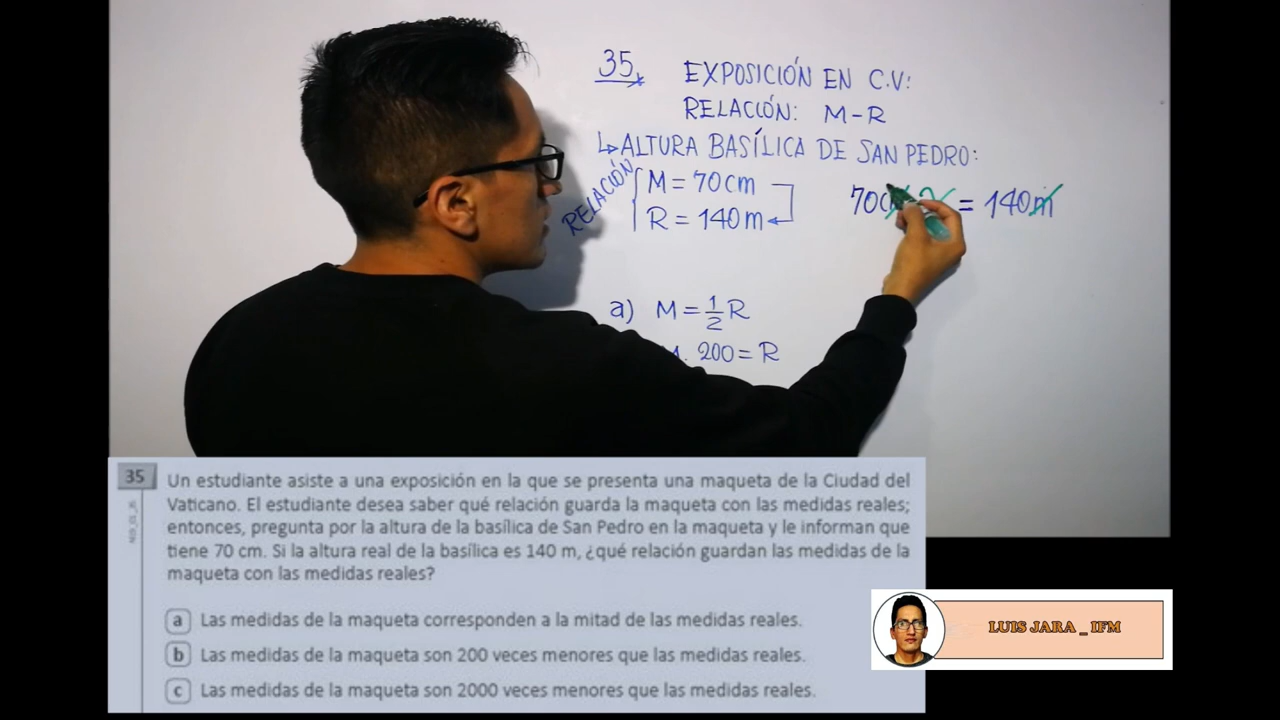 35.
EXPOSICIÓN EN C.V:
RELACIÓN: M-R
↳ALTURA BASÍLICA DE SAN PEDRO:
RELACIÓN
M = 70cm
R = 140m
= 140m
a) M = 1/2 R
200 = R
35
Un estudiante asiste a una exposición en la que se presenta una maqueta de la Ciudad del
Vaticano. El estudiante desea saber qué relación guarda la maqueta con las medidas reales;
entonces, pregunta por la altura de la basílica de San Pedro en la maqueta y le informan que
tiene 70 cm. Si la altura real de la basílica es 140 m, ¿qué relación guardan las medidas de la
maqueta con las medidas reales?
a Las medidas de la maqueta corresponden a la mitad de las medidas reales.
b Las medidas de la maqueta son 200 veces menores que las medidas reales.
c Las medidas de la maqueta son 2000 veces menores que las medidas reales.
LUIS JARA _ IFM